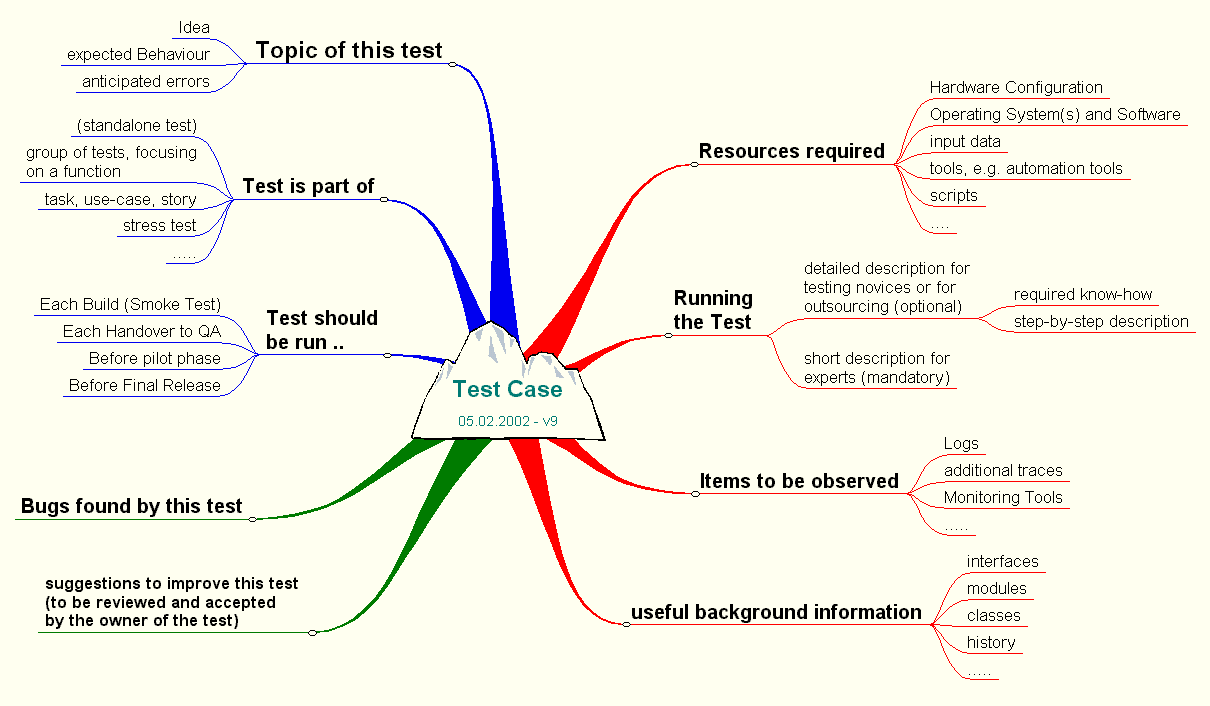 Idea
Topic of this test
expected Behaviour
anticipated errors
(standalone test)
group of tests, focusing
on a function
Test is part of
task, use-case, story
stress test
.....
Each Build (Smoke Test)
Test should
be run ..
Each Handover to QA
Before pilot phase
Before Final Release
Test Case
05.02.2002 - v9
Bugs found by this test
suggestions to improve this test
(to be reviewed and accepted
by the owner of the test)
Resources required
Hardware Configuration
Operating System(s) and Software
input data
tools, e.g. automation tools
scripts
....
Running
the Test
detailed description for
testing novices or for
outsourcing (optional)
required know-how
step-by-step description
short description for
experts (mandatory)
Items to be observed
Logs
additional traces
Monitoring Tools
.....
useful background information
interfaces
modules
classes
history
.....